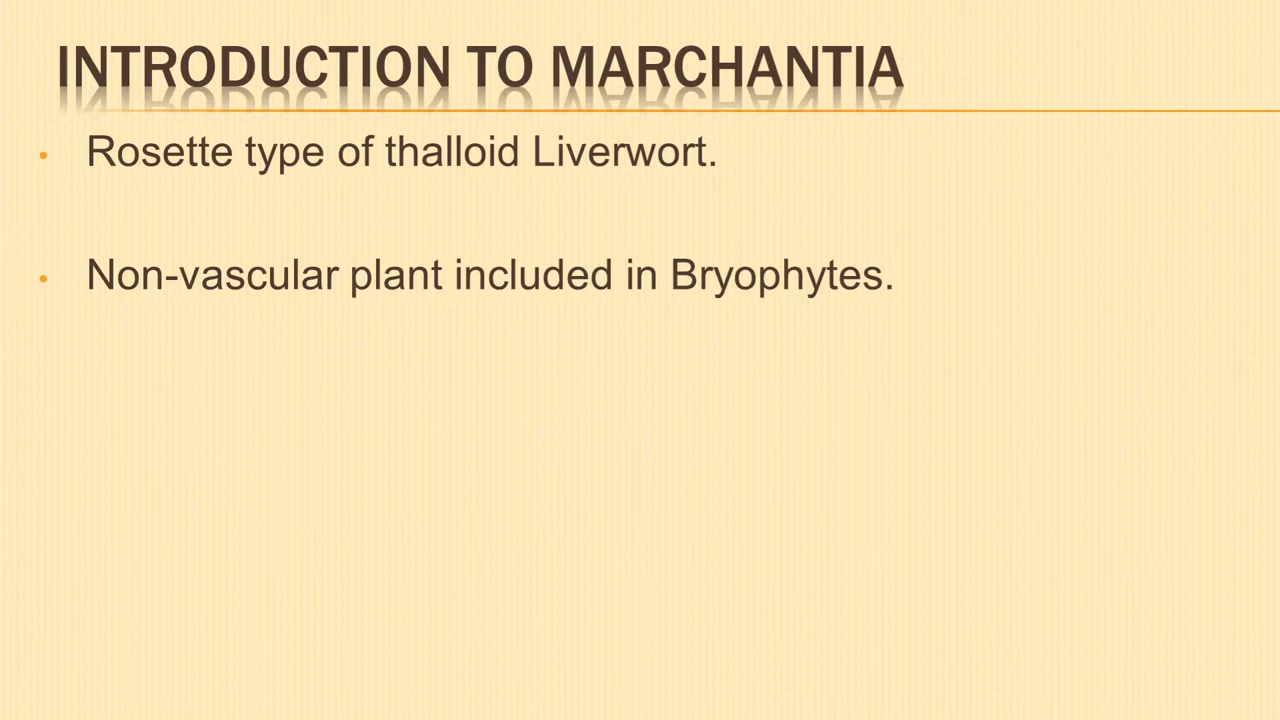 INTRODUCTION TO MARCHANTIA
• Rosette type of thalloid Liverwort.
• Non-vascular plant included in Bryophytes.